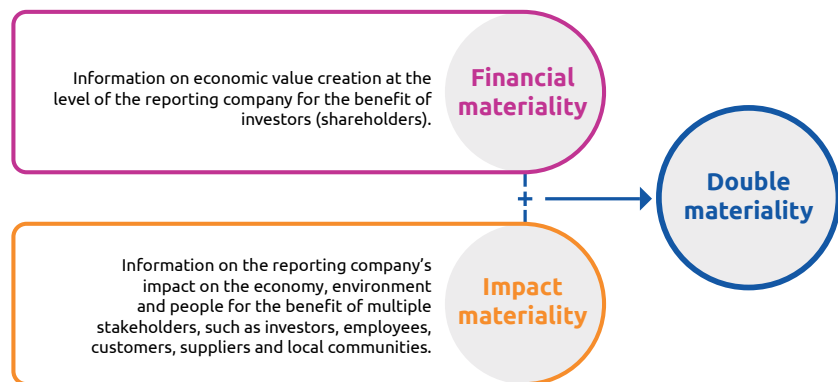 Information on economic value creation at the
level of the reporting company for the benefit of
investors (shareholders).
Financial
materiality
+
Double
materiality
Information on the reporting company’s
impact on the economy, environment
and people for the benefit of multiple
stakeholders, such as investors, employees,
customers, suppliers and local communities.
Impact
materiality